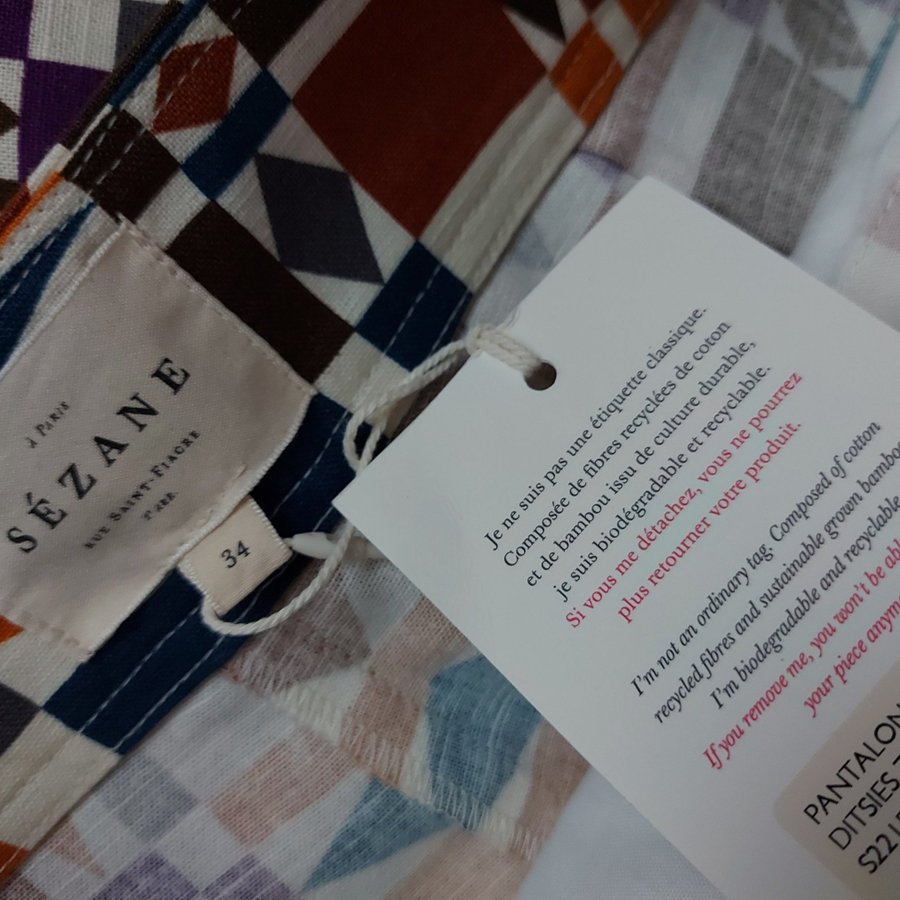 à PARIS
SÉZANE
RUE SAINT-FIACRE
2e ARR.
34
Je ne suis pas une étiquette classique.
Composée de fibres recyclées de coton
et de bambou issu de culture durable,
je suis biodégradable et recyclable.
Si vous me détachez, vous ne pourrez
plus retourner votre produit.
I'm not an ordinary tag. Composed of cotton
recycled fibres and sustainable grown bamboo
I'm biodegradable and recyclable
If you remove me, you won't be able
your piece anym
PANTALON
DITSIES
S22